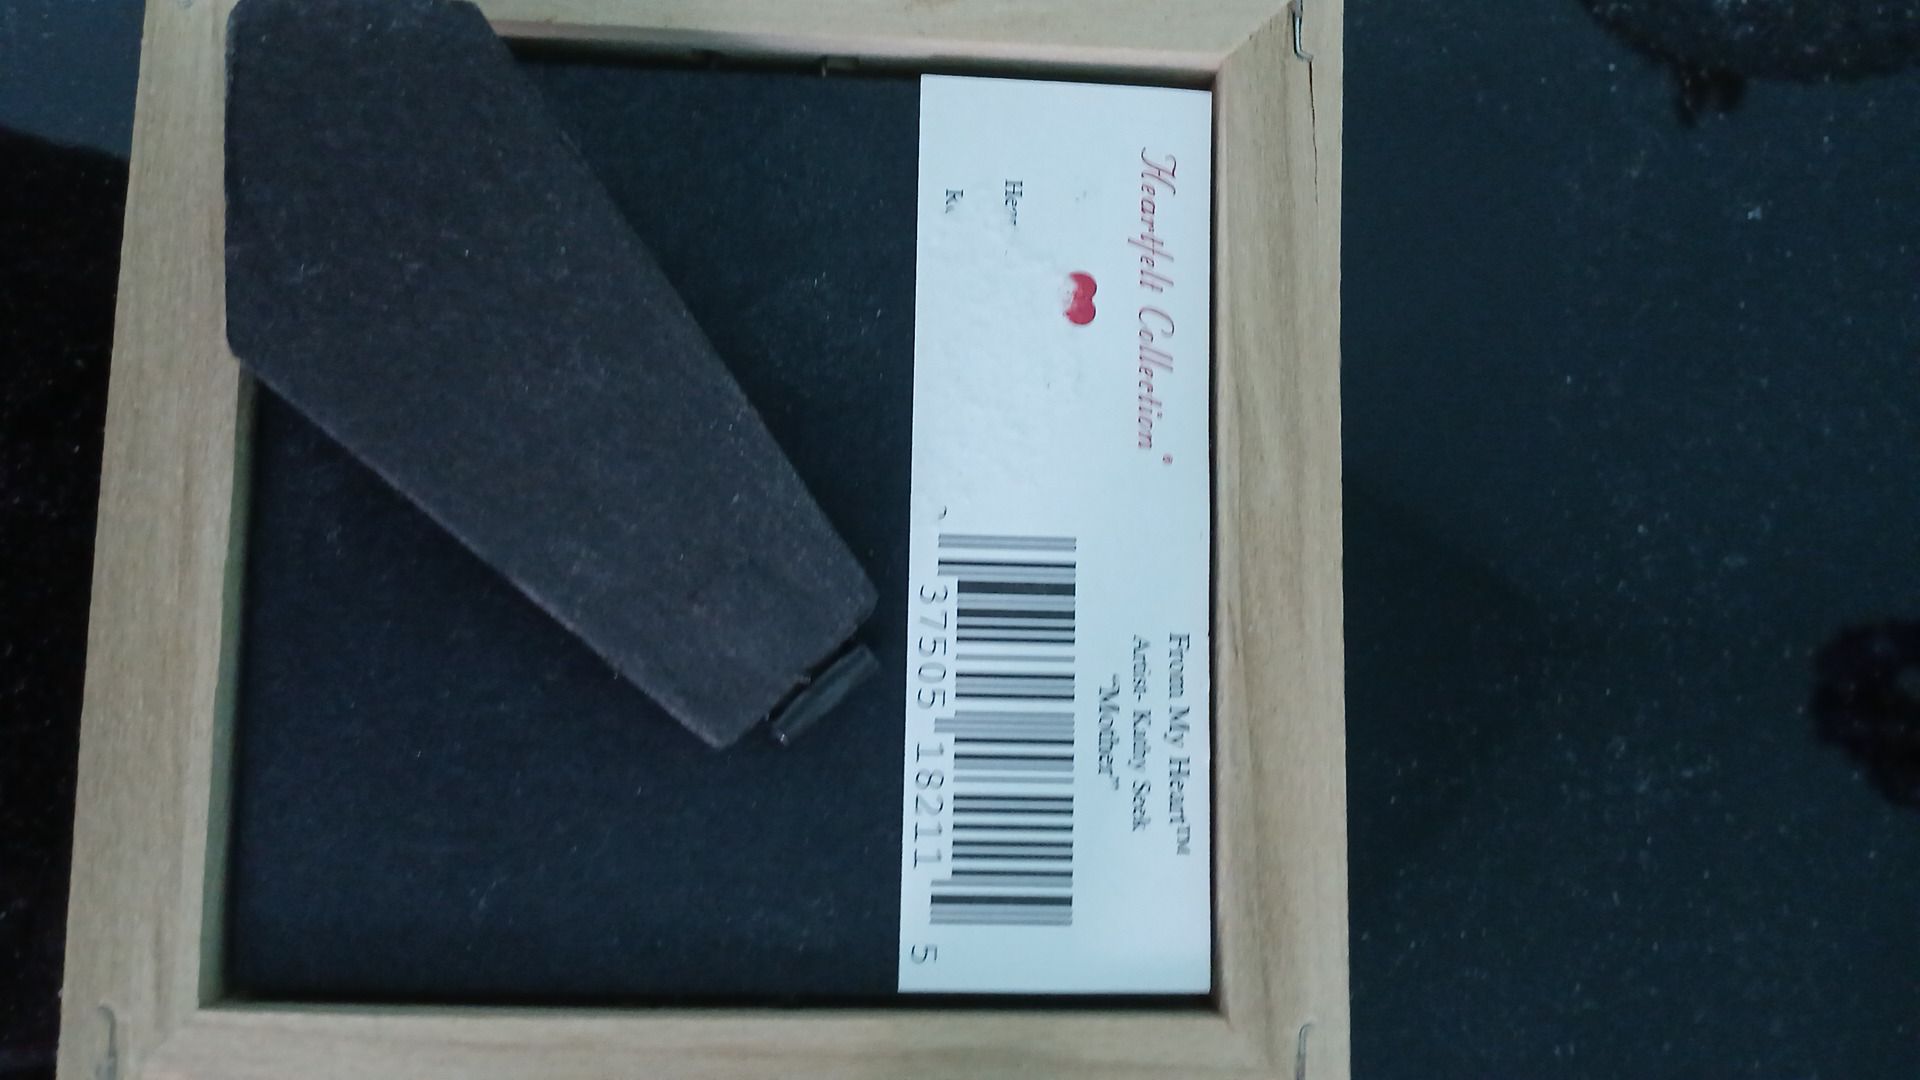 Heartfelt Collection®
From My Heart™
Artist- Kathy Seek
"Mother"
37505 18211 5